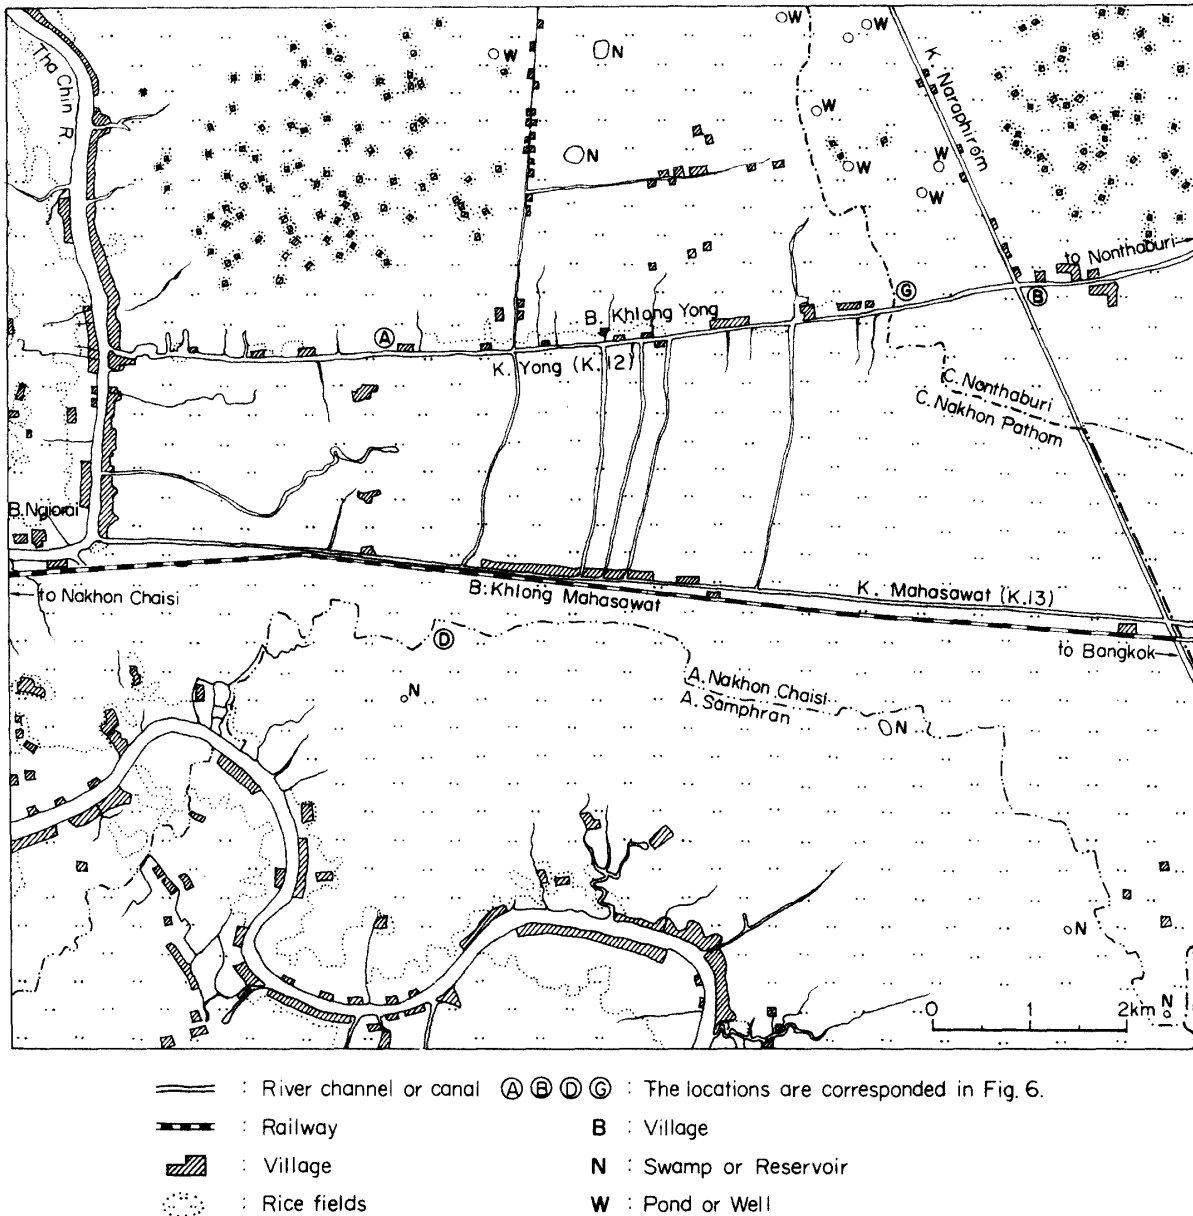 W
W
N
W
Tha Chin R.
K. Naraphirom
W
N
W
W
W
to Nonthaburi
G
B
A
B. Khlong Yong
K. Yong (K.12)
C. Nonthaburi
C. Nakhon Pathom
B. Ngiorai
to Nakhon Chaisi
B. Khlong Mahasawat
K. Mahasawat (K.13)
D
to Bangkok
N
A. Nakhon Chaisi
A. Samphran
N
N
0 1 2km
N
: River channel or canal A B D G : The locations are corresponded in Fig. 6.
: Railway B : Village
: Village N : Swamp or Reservoir
: Rice fields W : Pond or Well